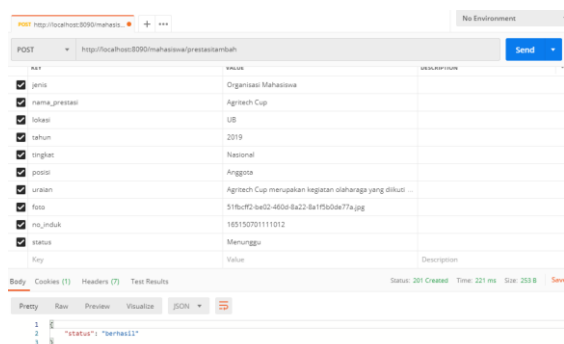 POST http://localhost:8090/mahasis... + ...
No Environment
POST http://localhost:8090/mahasiswa/prestasitambah Send
KEY VALUE DESCRIPTION
jenis Organisasi Mahasiswa
nama_prestasi Agritech Cup
lokasi UB
tahun 2019
tingkat Nasional
posisi Anggota
uraian Agritech Cup merupakan kegiatan olaharaga yang diikuti ...
foto 51fbcff2-be02-460d-8a22-8a1f5b0de77a.jpg
no_induk 165150701111012
status Menunggu
Key Value Description
Body Cookies (1) Headers (7) Test Results Status: 201 Created Time: 221 ms Size: 253 B Save
Pretty Raw Preview Visualize JSON
1 {
2 "status": "berhasil"
3 }